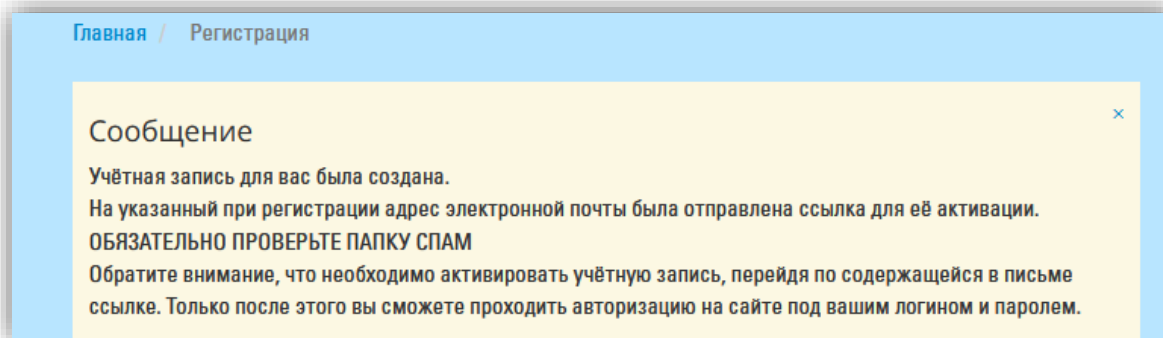 Главная / Регистрация
×
Сообщение
Учётная запись для вас была создана.
На указанный при регистрации адрес электронной почты была отправлена ссылка для её активации.
ОБЯЗАТЕЛЬНО ПРОВЕРЬТЕ ПАПКУ СПАМ
Обратите внимание, что необходимо активировать учётную запись, перейдя по содержащейся в письме
ссылке. Только после этого вы сможете проходить авторизацию на сайте под вашим логином и паролем.